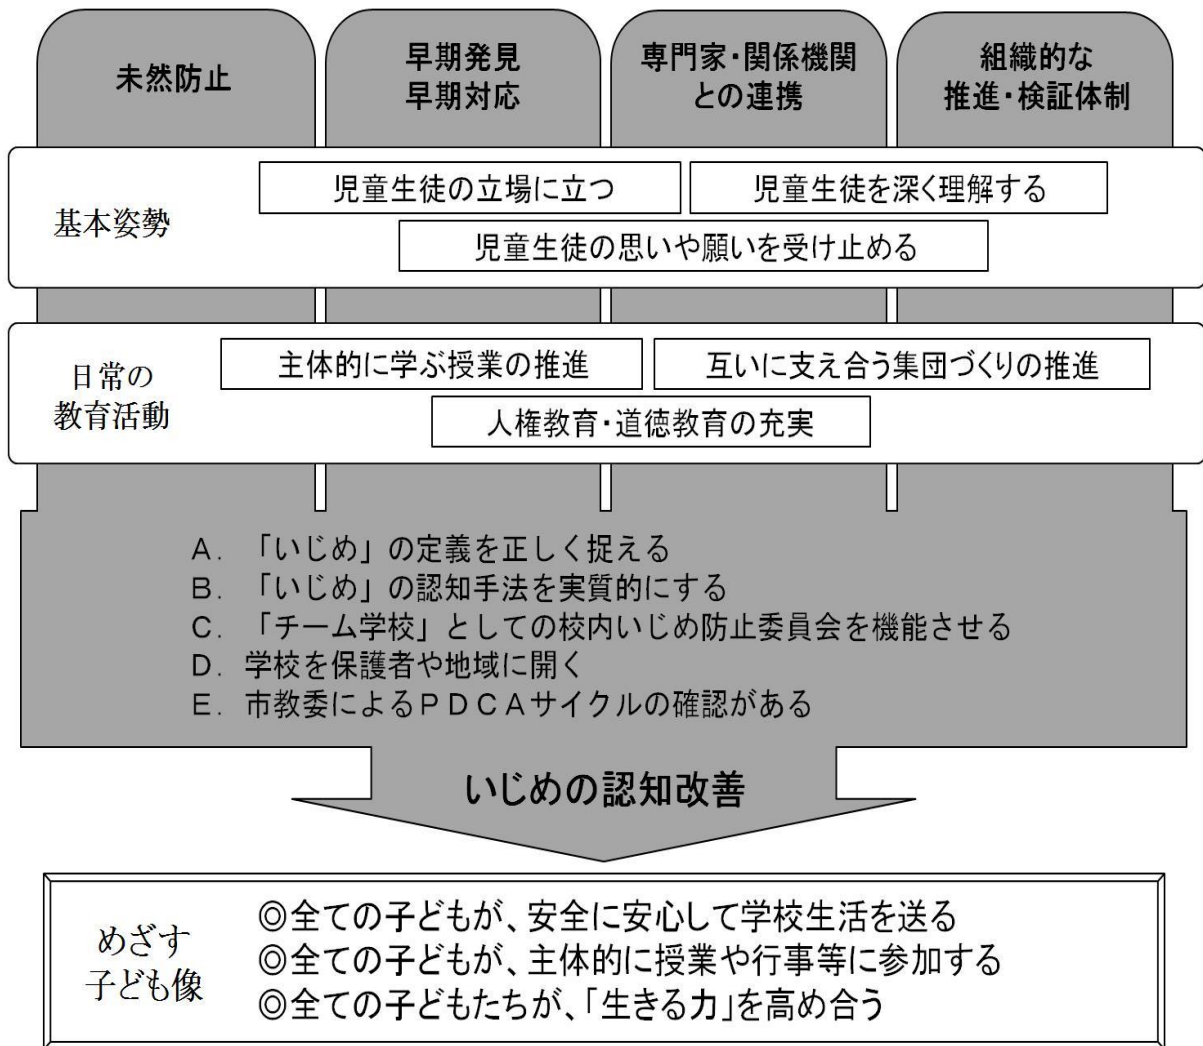 未然防止
早期発見
早期対応
専門家・関係機関
との連携
組織的な
推進・検証体制
基本姿勢
児童生徒の立場に立つ
児童生徒を深く理解する
児童生徒の思いや願いを受け止める
日常の
教育活動
主体的に学ぶ授業の推進
互いに支え合う集団づくりの推進
人権教育・道徳教育の充実
A．「いじめ」の定義を正しく捉える
B．「いじめ」の認知手法を実質的にする
C．「チーム学校」としての校内いじめ防止委員会を機能させる
D．学校を保護者や地域に開く
E．市教委によるPDCAサイクルの確認がある
いじめの認知改善
めざす
子ども像
◎全ての子どもが、安全に安心して学校生活を送る
◎全ての子どもが、主体的に授業や行事等に参加する
◎全ての子どもたちが、「生きる力」を高め合う